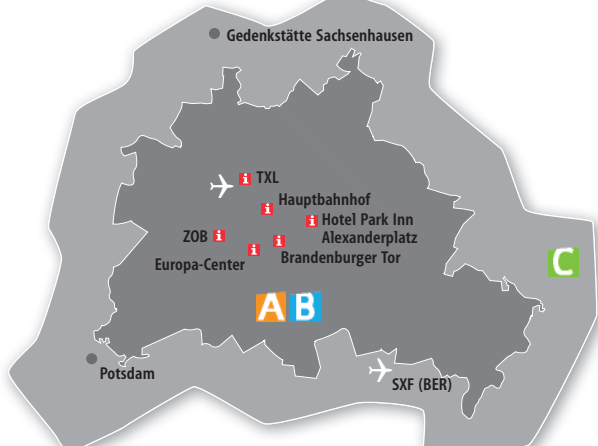 Gedenkstätte Sachsenhausen
i TXL
Hauptbahnhof
i
i Hotel Park Inn
Alexanderplatz
ZOB i
i Brandenburger Tor
Europa-Center i
C
A B
Potsdam
SXF (BER)